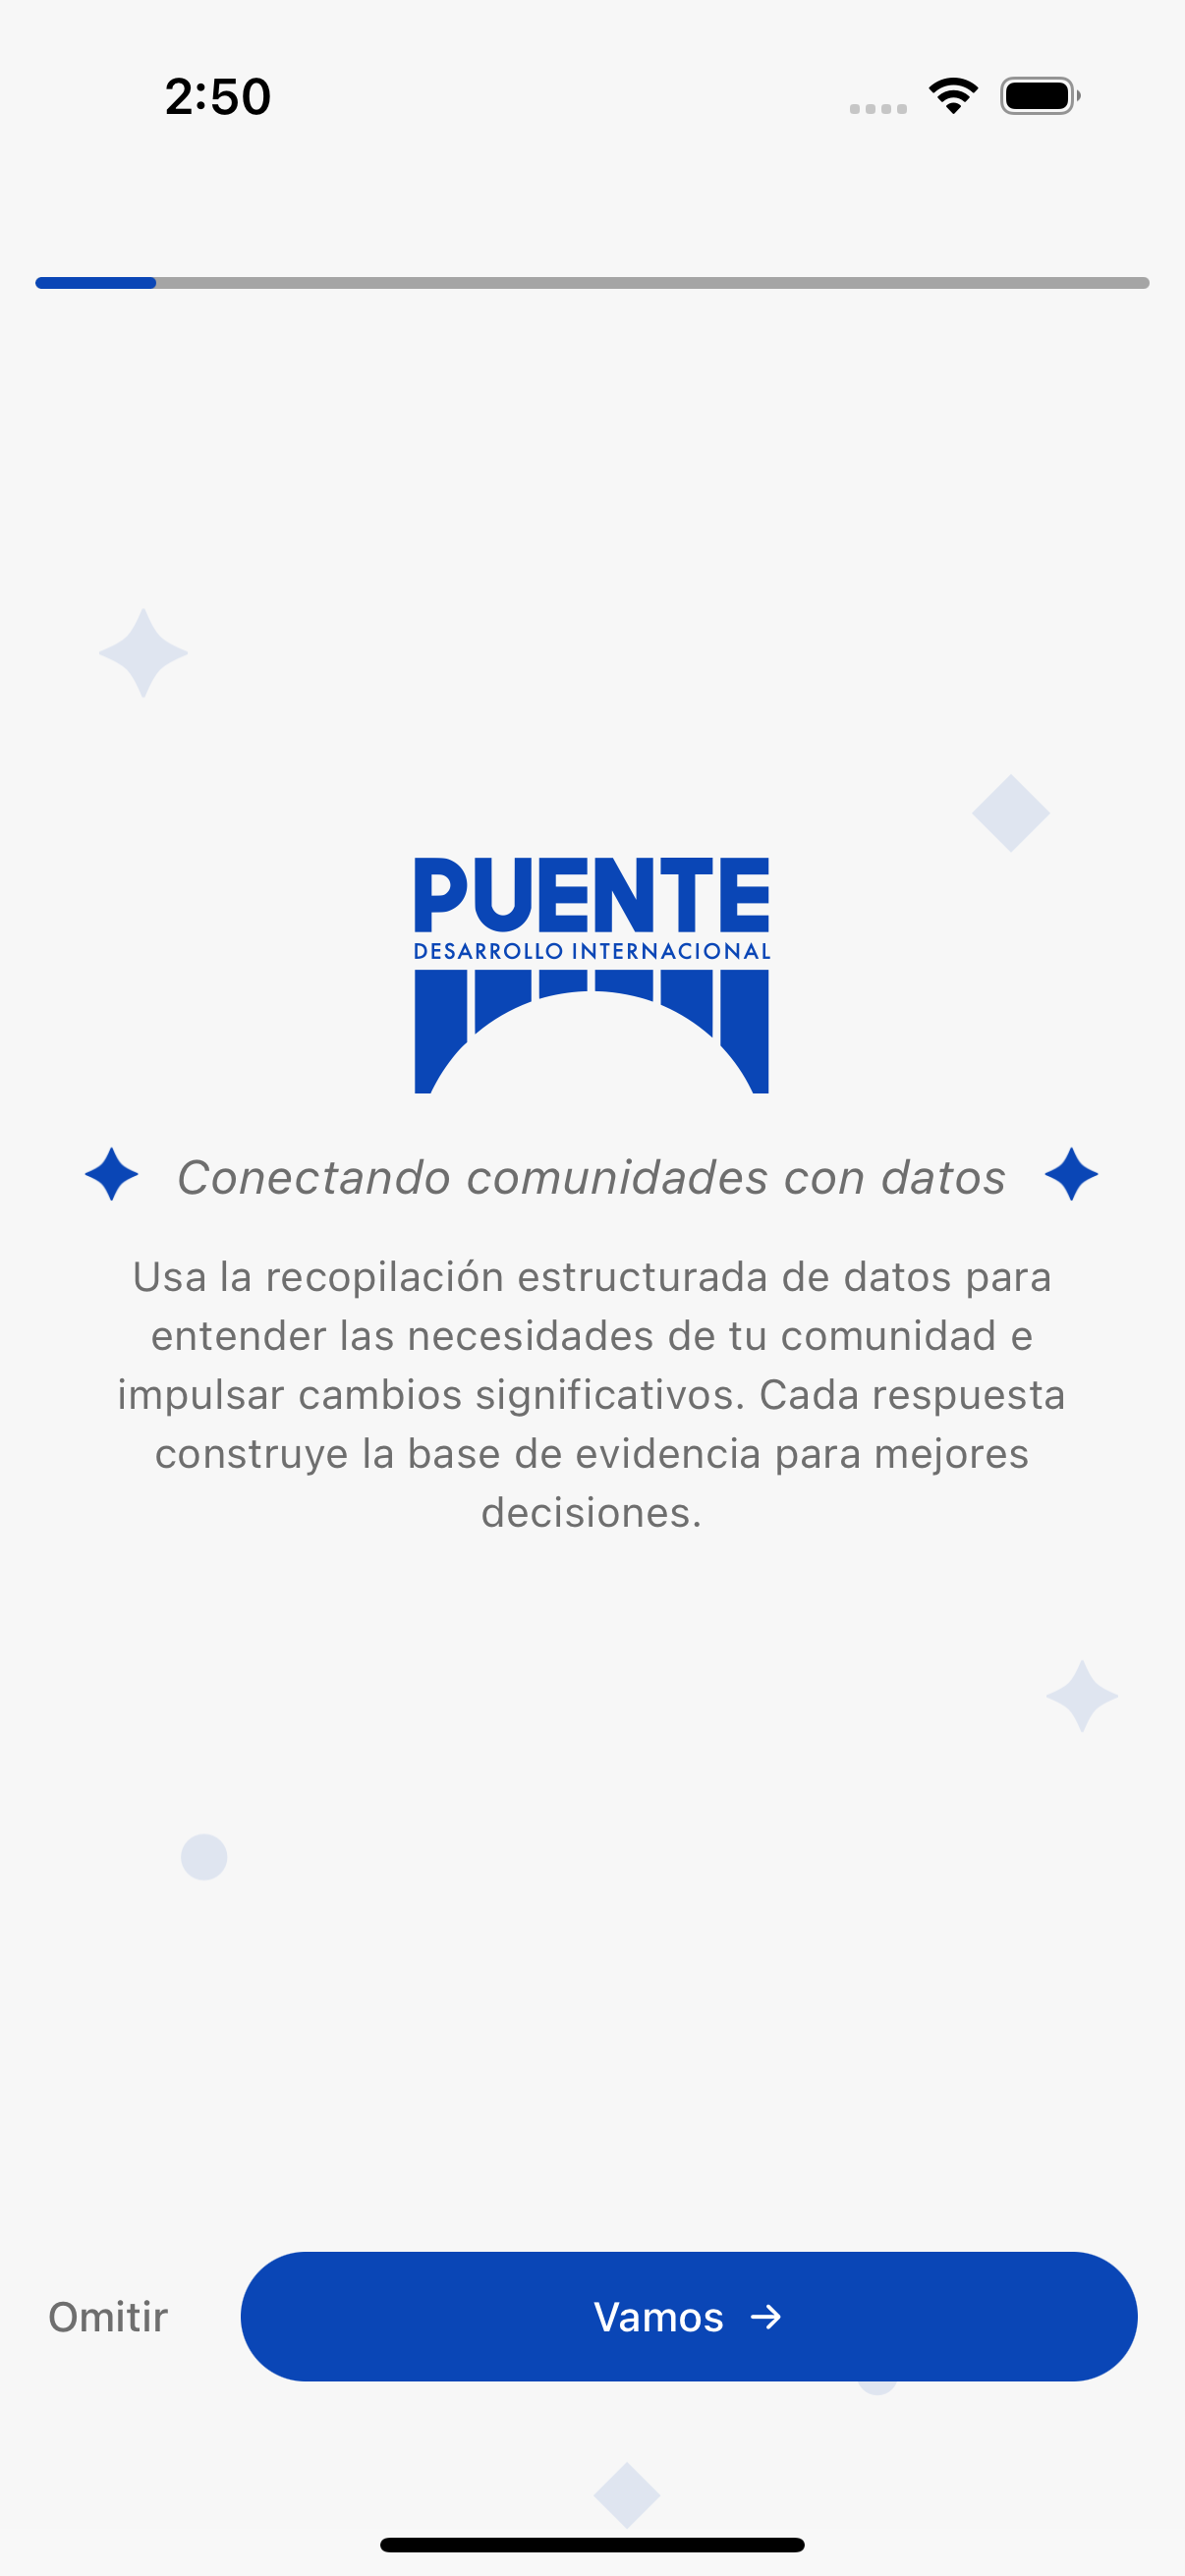 2:50
PUENTE
DESARROLLO INTERNACIONAL
Conectando comunidades con datos
Usa la recopilación estructurada de datos para
entender las necesidades de tu comunidad e
impulsar cambios significativos. Cada respuesta
construye la base de evidencia para mejores
decisiones.
Omitir
Vamos →